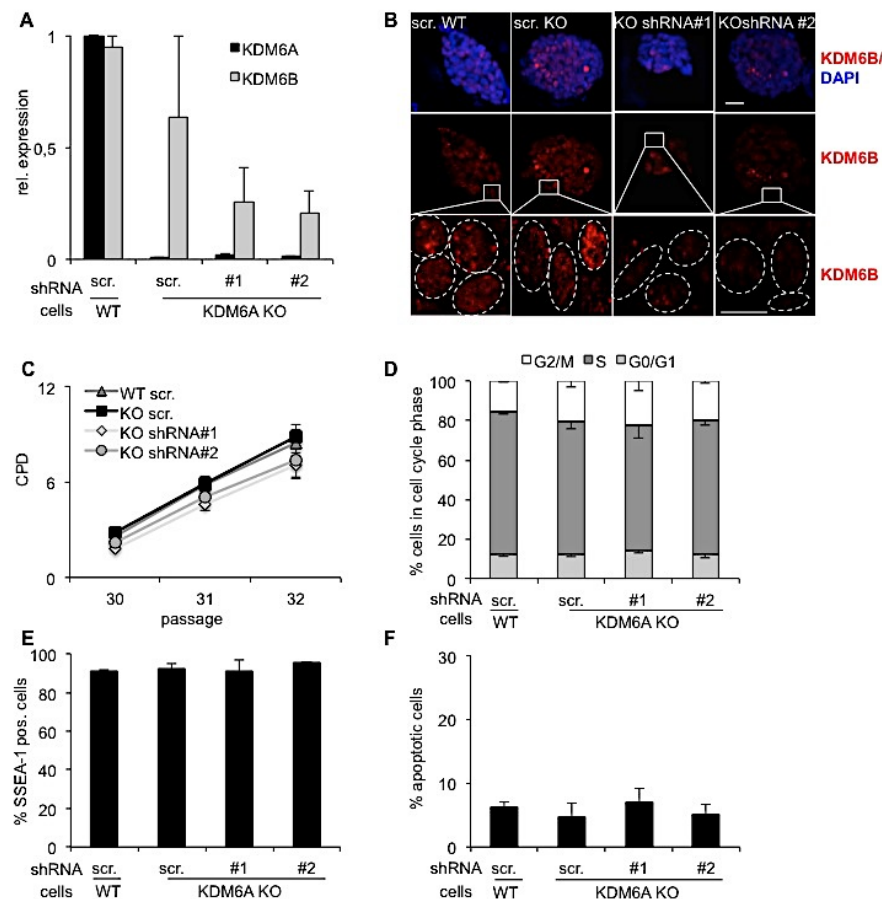 A
KDM6A
KDM6B
rel. expression
1
0,5
0
shRNA scr. scr. #1 #2
cells WT KDM6A KO
B
scr. WT scr. KO KO shRNA#1 KOshRNA #2
KDM6B/
DAPI
KDM6B
KDM6B
C
WT scr.
KO scr.
KO shRNA#1
KO shRNA#2
CPD
12
6
0
30 31 32
passage
D
G2/M S G0/G1
% cells in cell cycle phase
100
80
60
40
20
0
shRNA scr. scr. #1 #2
cells WT KDM6A KO
E
% SSEA-1 pos. cells
100
80
60
40
20
0
shRNA scr. scr. #1 #2
cells WT KDM6A KO
F
% apoptotic cells
20
15
10
5
0
shRNA scr. scr. #1 #2
cells WT KDM6A KO